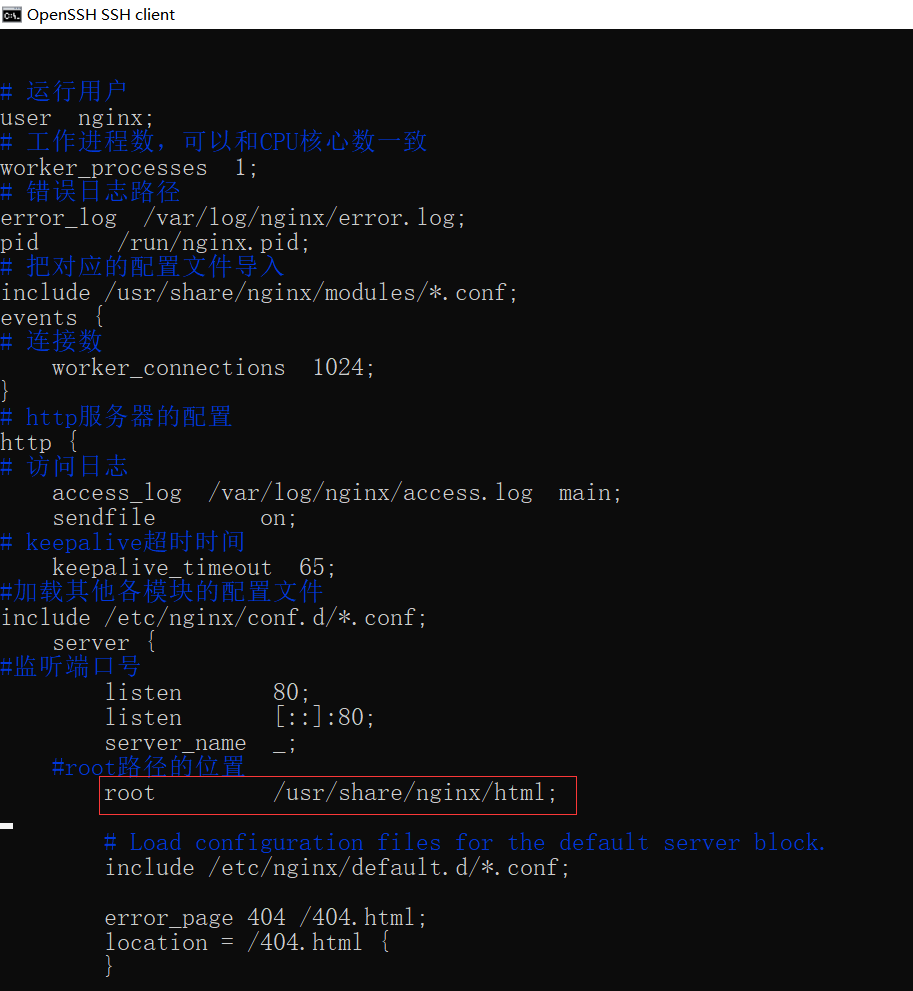 OpenSSH SSH client
# 运行用户
user  nginx;
# 工作进程数，可以和CPU核心数一致
worker_processes  1;
# 错误日志路径
error_log  /var/log/nginx/error.log;
pid      /run/nginx.pid;
# 把对应的配置文件导入
include /usr/share/nginx/modules/*.conf;
events {
# 连接数
    worker_connections  1024;
}
# http服务器的配置
http {
# 访问日志
    access_log  /var/log/nginx/access.log  main;
    sendfile        on;
# keepalive超时时间
    keepalive_timeout  65;
#加载其他各模块的配置文件
include /etc/nginx/conf.d/*.conf;
    server {
#监听端口号
        listen       80;
        listen       [::]:80;
        server_name  _;
    #root路径的位置
        root         /usr/share/nginx/html;
        # Load configuration files for the default server block.
        include /etc/nginx/default.d/*.conf;
        error_page 404 /404.html;
        location = /404.html {
        }